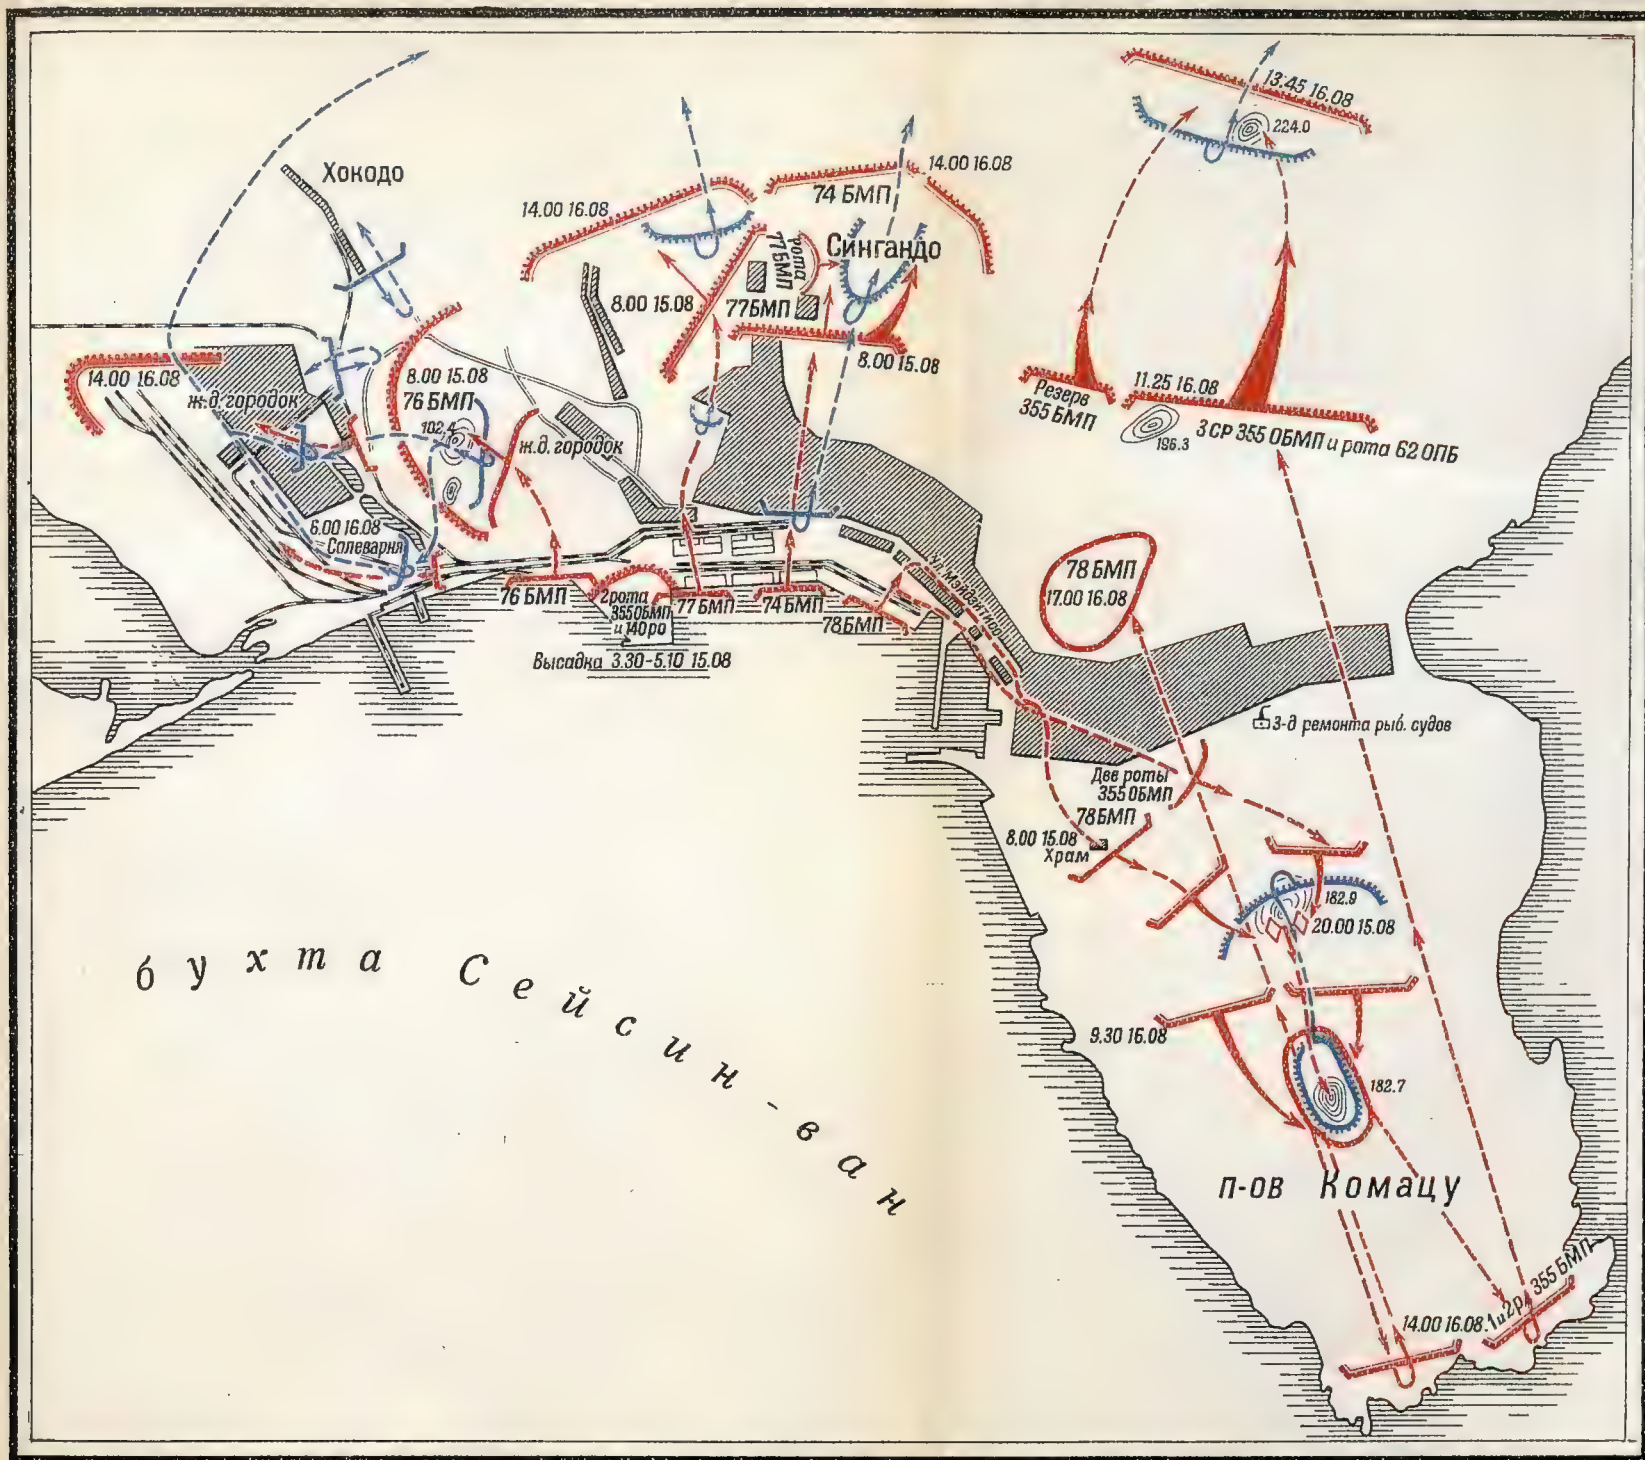 13.45 16.08
224.0
Хокодо
14.00 16.08
74 БМП
14.00 16.08
рота
77 БМП
Сингандо
8.00 15.08
77 БМП
8.00 15.08
14.00 16.08
ж.д. городок
8.00 15.08
76 БМП
102.4
ж.д. городок
Резерв
355 БМП
11.25 16.08
196.3
3 СР 355 ОБМП и рота 62 ОПБ
6.00 16.08
Солеварня
76 БМП
2 рота
355 ОБМП
и 140 ро
77 БМП
74 БМП
78 БМП
Высадка 3.30-5.10 15.08
78 БМП
17.00 16.08
З-д ремонта рыб. судов
Две роты
355 ОБМП
78 БМП
8.00 15.08
Храм
182.9
20.00 15.08
бухта Сейсин-ван
9.30 16.08
182.7
п-ов Комацу
14.00 16.08
1 и 2 р. 355 БМП